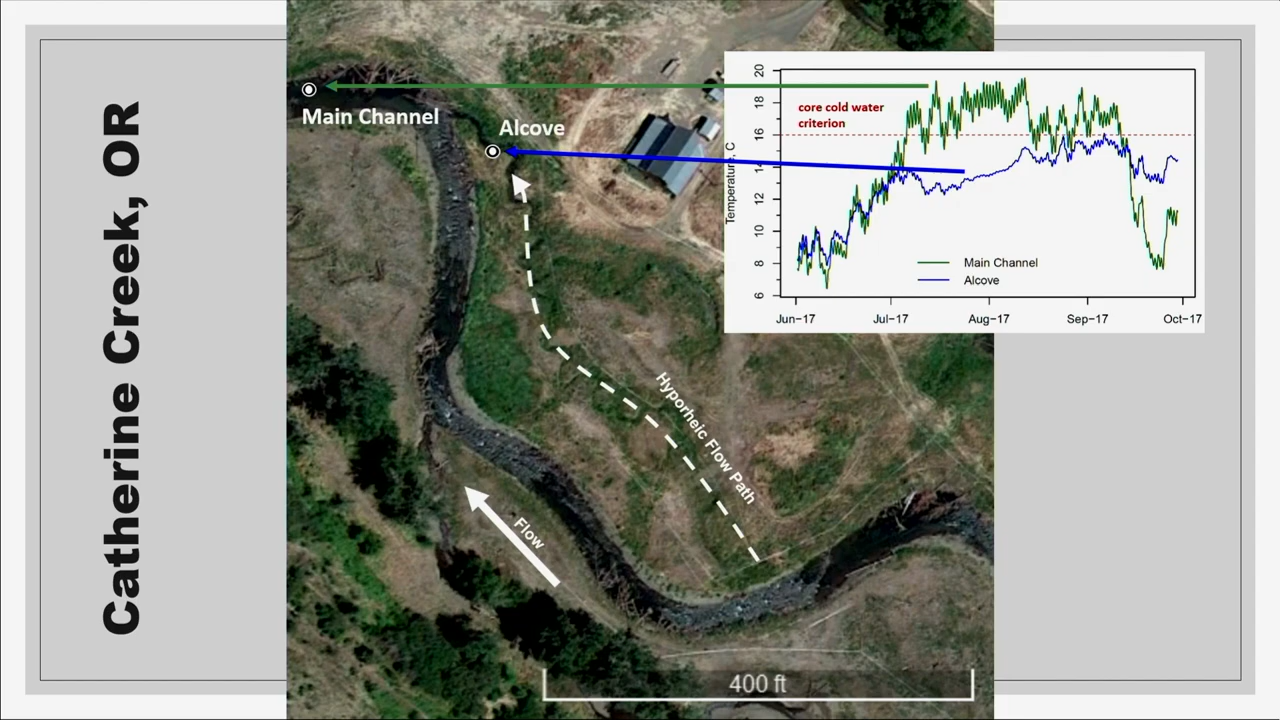 Catherine Creek, OR
Main Channel
Alcove
Hyporheic Flow Path
Flow
400 ft
20
18
16
14
12
10
8
6
Temperature, C
core cold water
criterion
Main Channel
Alcove
Jun-17
Jul-17
Aug-17
Sep-17
Oct-17